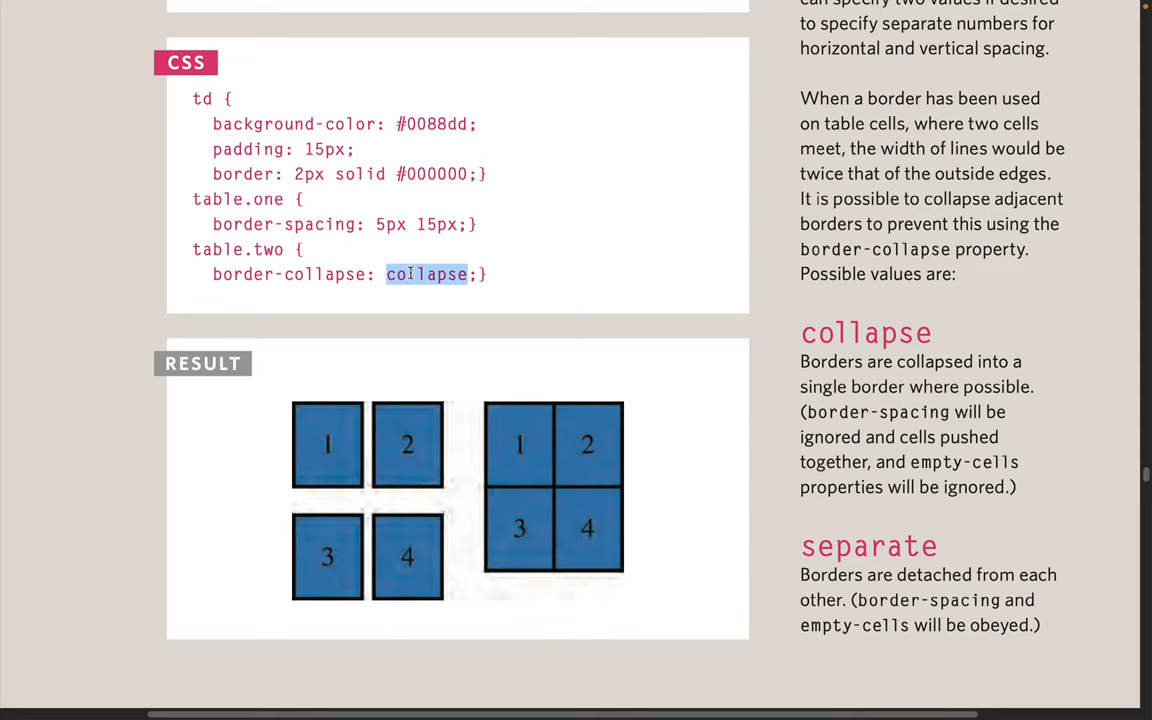 CSS
td {
background-color: #0088dd;
padding: 15px;
border: 2px solid #000000;}
table.one {
border-spacing: 5px 15px;}
table.two {
border-collapse: collapse;}
RESULT
1 2
3 4
1 2
3 4
can specify two values if desired
to specify separate numbers for
horizontal and vertical spacing.
When a border has been used
on table cells, where two cells
meet, the width of lines would be
twice that of the outside edges.
It is possible to collapse adjacent
borders to prevent this using the
border-collapse property.
Possible values are:
collapse
Borders are collapsed into a
single border where possible.
(border-spacing will be
ignored and cells pushed
together, and empty-cells
properties will be ignored.)
separate
Borders are detached from each
other. (border-spacing and
empty-cells will be obeyed.)